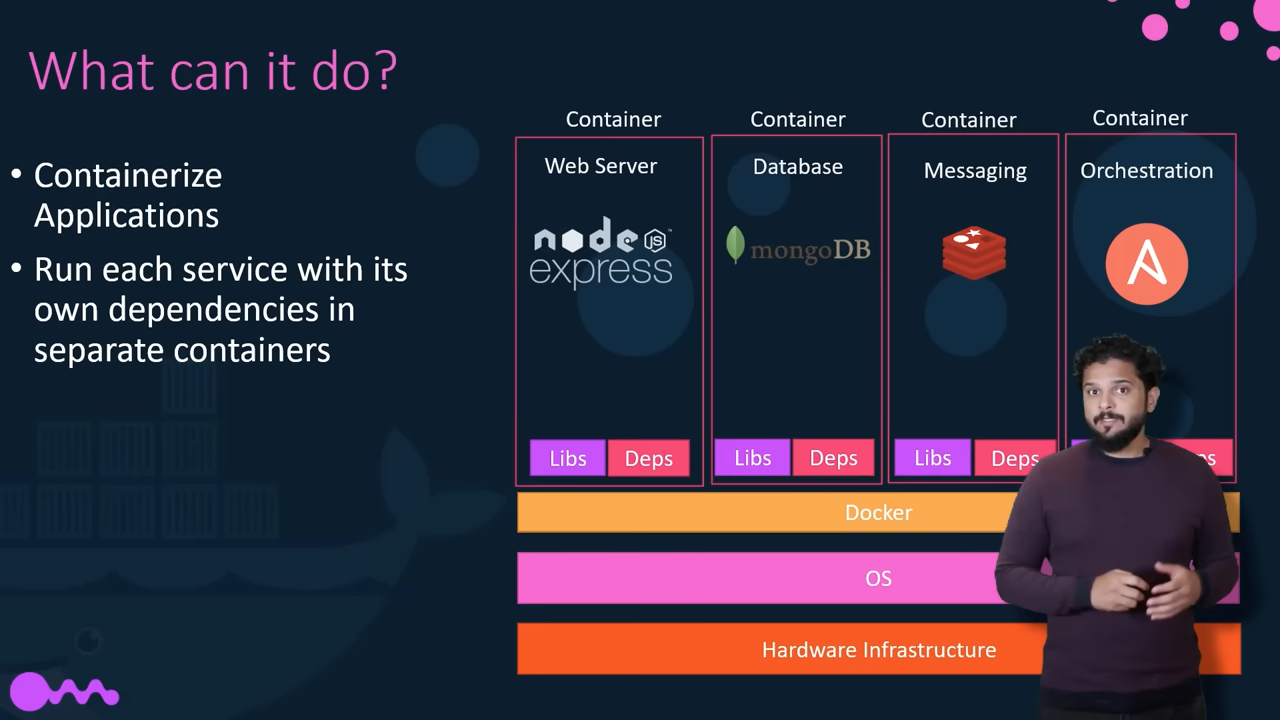 What can it do?
• Containerize
Applications
• Run each service with its
own dependencies in
separate containers
Container
Container
Container
Container
Web Server
Database
Messaging
Orchestration
node JS ™
express
mongoDB
Libs
Deps
Libs
Deps
Libs
Deps
Docker
OS
Hardware Infrastructure